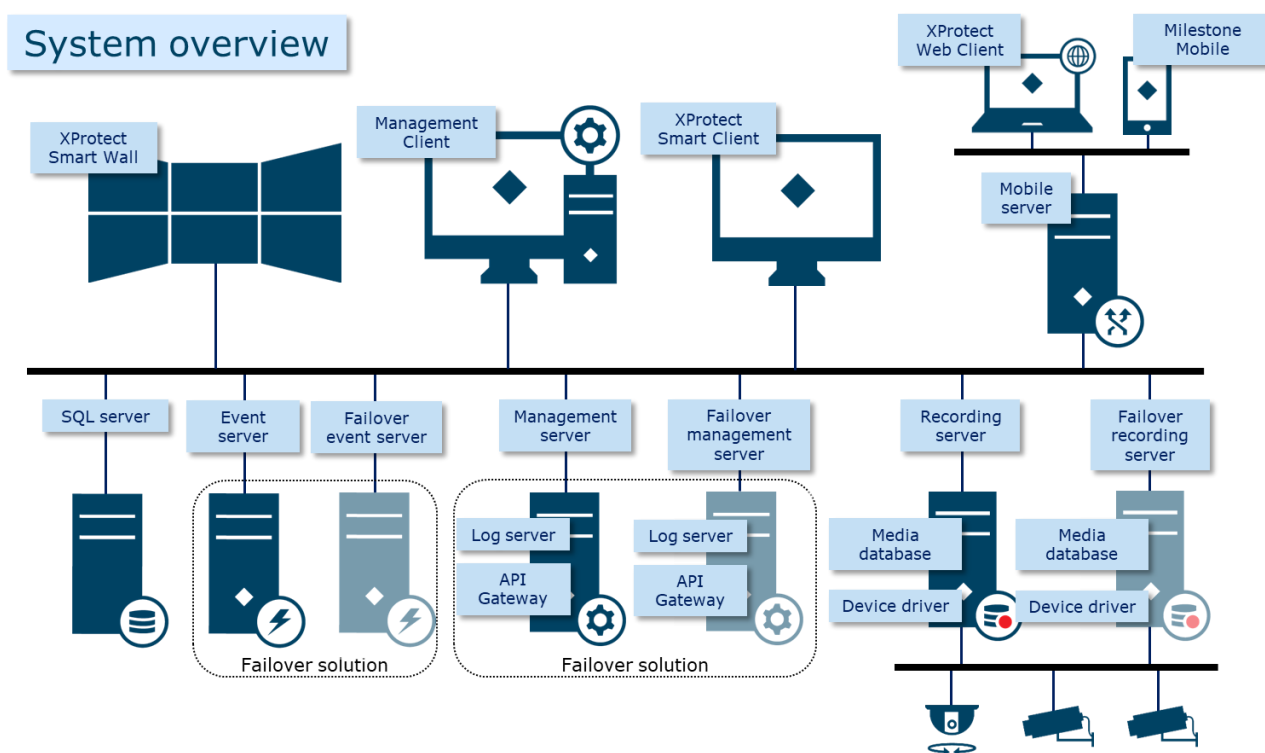 System overview
XProtect
Web Client
Milestone
Mobile
XProtect
Smart Wall
Management
Client
XProtect
Smart Client
Mobile
server
SQL server
Event
server
Failover
event server
Management
server
Failover
management
server
Recording
server
Failover
recording
server
Log server
API
Gateway
Log server
API
Gateway
Media
database
Device driver
Media
database
Device driver
Failover solution
Failover solution